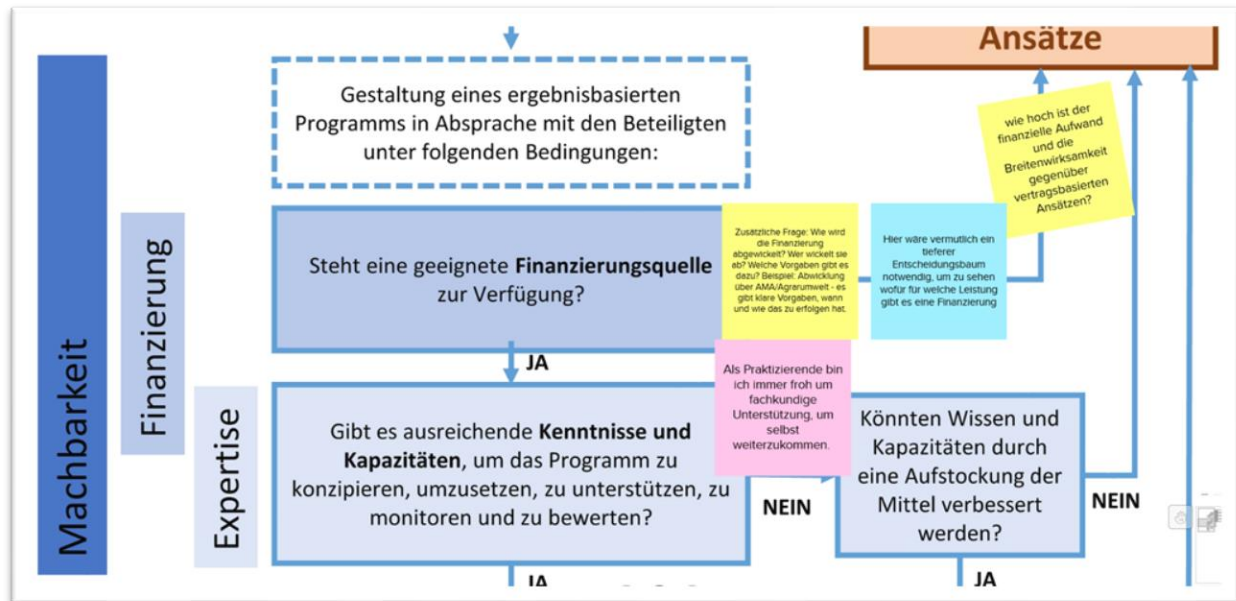 Ansätze
Machbarkeit
Finanzierung
Expertise
Gestaltung eines ergebnisbasierten
Programms in Absprache mit den Beteiligten
unter folgenden Bedingungen:
wie hoch ist der
finanzielle Aufwand
und die
Breitenwirksamkeit
gegenüber
vertragsbasierten
Ansätzen?
Steht eine geeignete Finanzierungsquelle
zur Verfügung?
Zusätzliche Frage: Wie wird
die Finanzierung
abgewickelt? Wer wickelt sie
ab? Welche Vorgaben gibt es
dazu? Beispiel: Abwicklung
über AMA/Agrarumwelt - es
gibt klare Vorgaben, wann
und wie das zu erfolgen hat.
Hier wäre vermutlich ein
tieferer
Entscheidungsbaum
notwendig, um zu sehen
wofür für welche Leistung
gibt es eine Finanzierung
JA
Als Praktizierende bin
ich immer froh um
fachkundige
Unterstützung, um
selbst
weiterzukommen.
Gibt es ausreichende Kenntnisse und
Kapazitäten, um das Programm zu
konzipieren, umzusetzen, zu unterstützen, zu
monitoren und zu bewerten?
NEIN
Könnten Wissen und
Kapazitäten durch
eine Aufstockung der
Mittel verbessert
werden?
NEIN
JA
JA